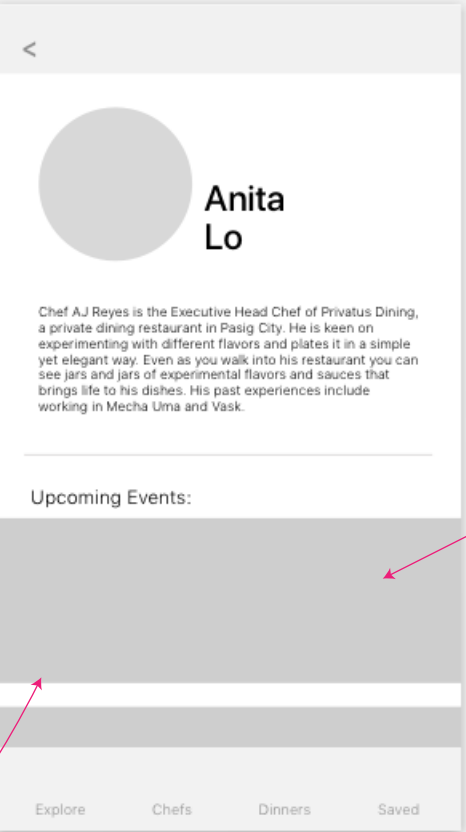 <
Anita
Lo
Chef AJ Reyes is the Executive Head Chef of Privatus Dining,
a private dining restaurant in Pasig City. He is keen on
experimenting with different flavors and plates it in a simple
yet elegant way. Even as you walk into his restaurant you can
see jars and jars of experimental flavors and sauces that
brings life to his dishes. His past experiences include
working in Mecha Uma and Vask.
Upcoming Events:
Explore Chefs Dinners Saved